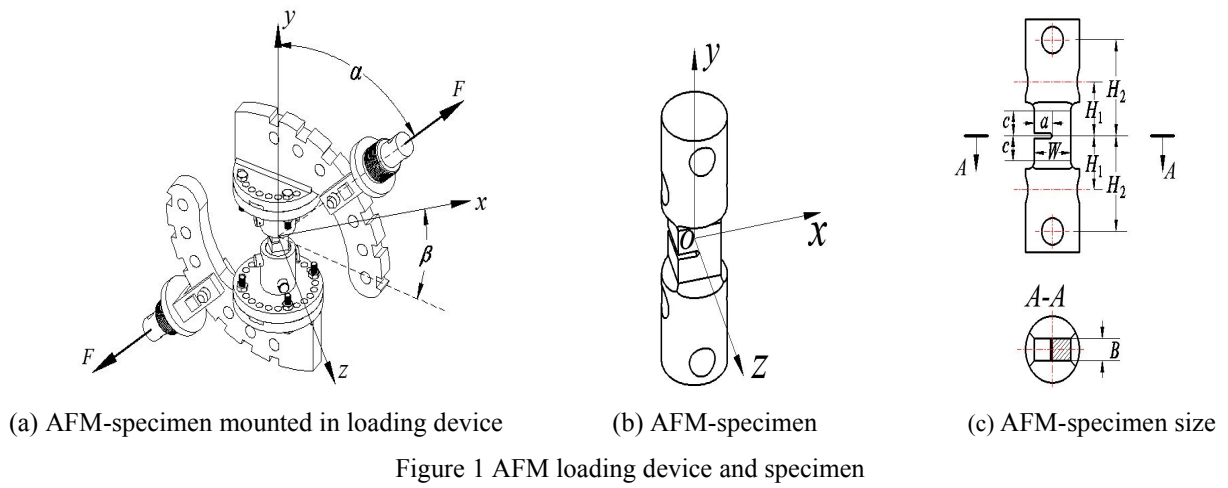 y
α
F
x
β
F
z
y
O
x
z
H₂
H₁
c
a
c
W
A
A
H₁
H₂
A-A
B
(a) AFM-specimen mounted in loading device
(b) AFM-specimen
(c) AFM-specimen size
Figure 1 AFM loading device and specimen